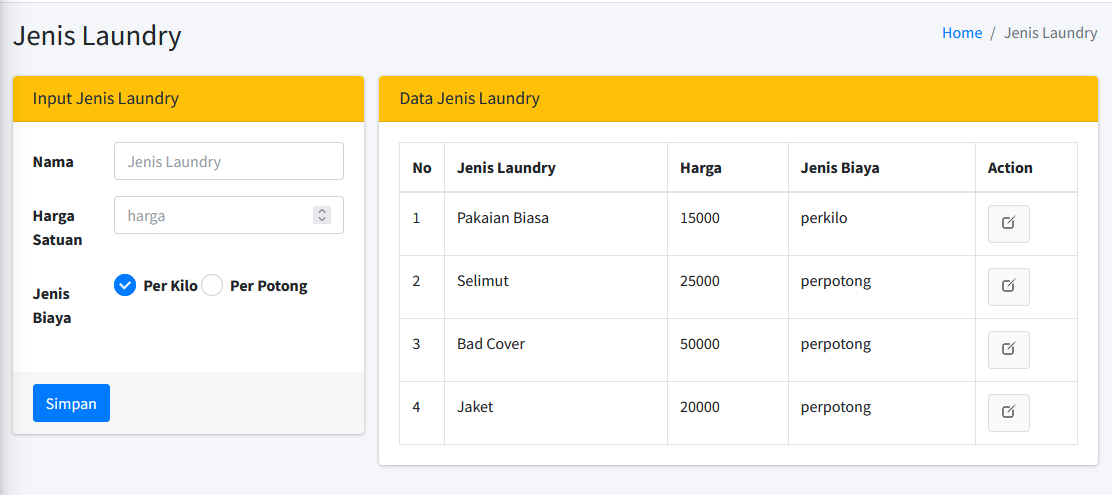 Jenis Laundry
Home / Jenis Laundry
Input Jenis Laundry
Nama
Jenis Laundry
Harga
Satuan
harga
Jenis
Biaya
Per Kilo Per Potong
Simpan
Data Jenis Laundry
No Jenis Laundry Harga Jenis Biaya Action
1 Pakaian Biasa 15000 perkilo
2 Selimut 25000 perpotong
3 Bad Cover 50000 perpotong
4 Jaket 20000 perpotong